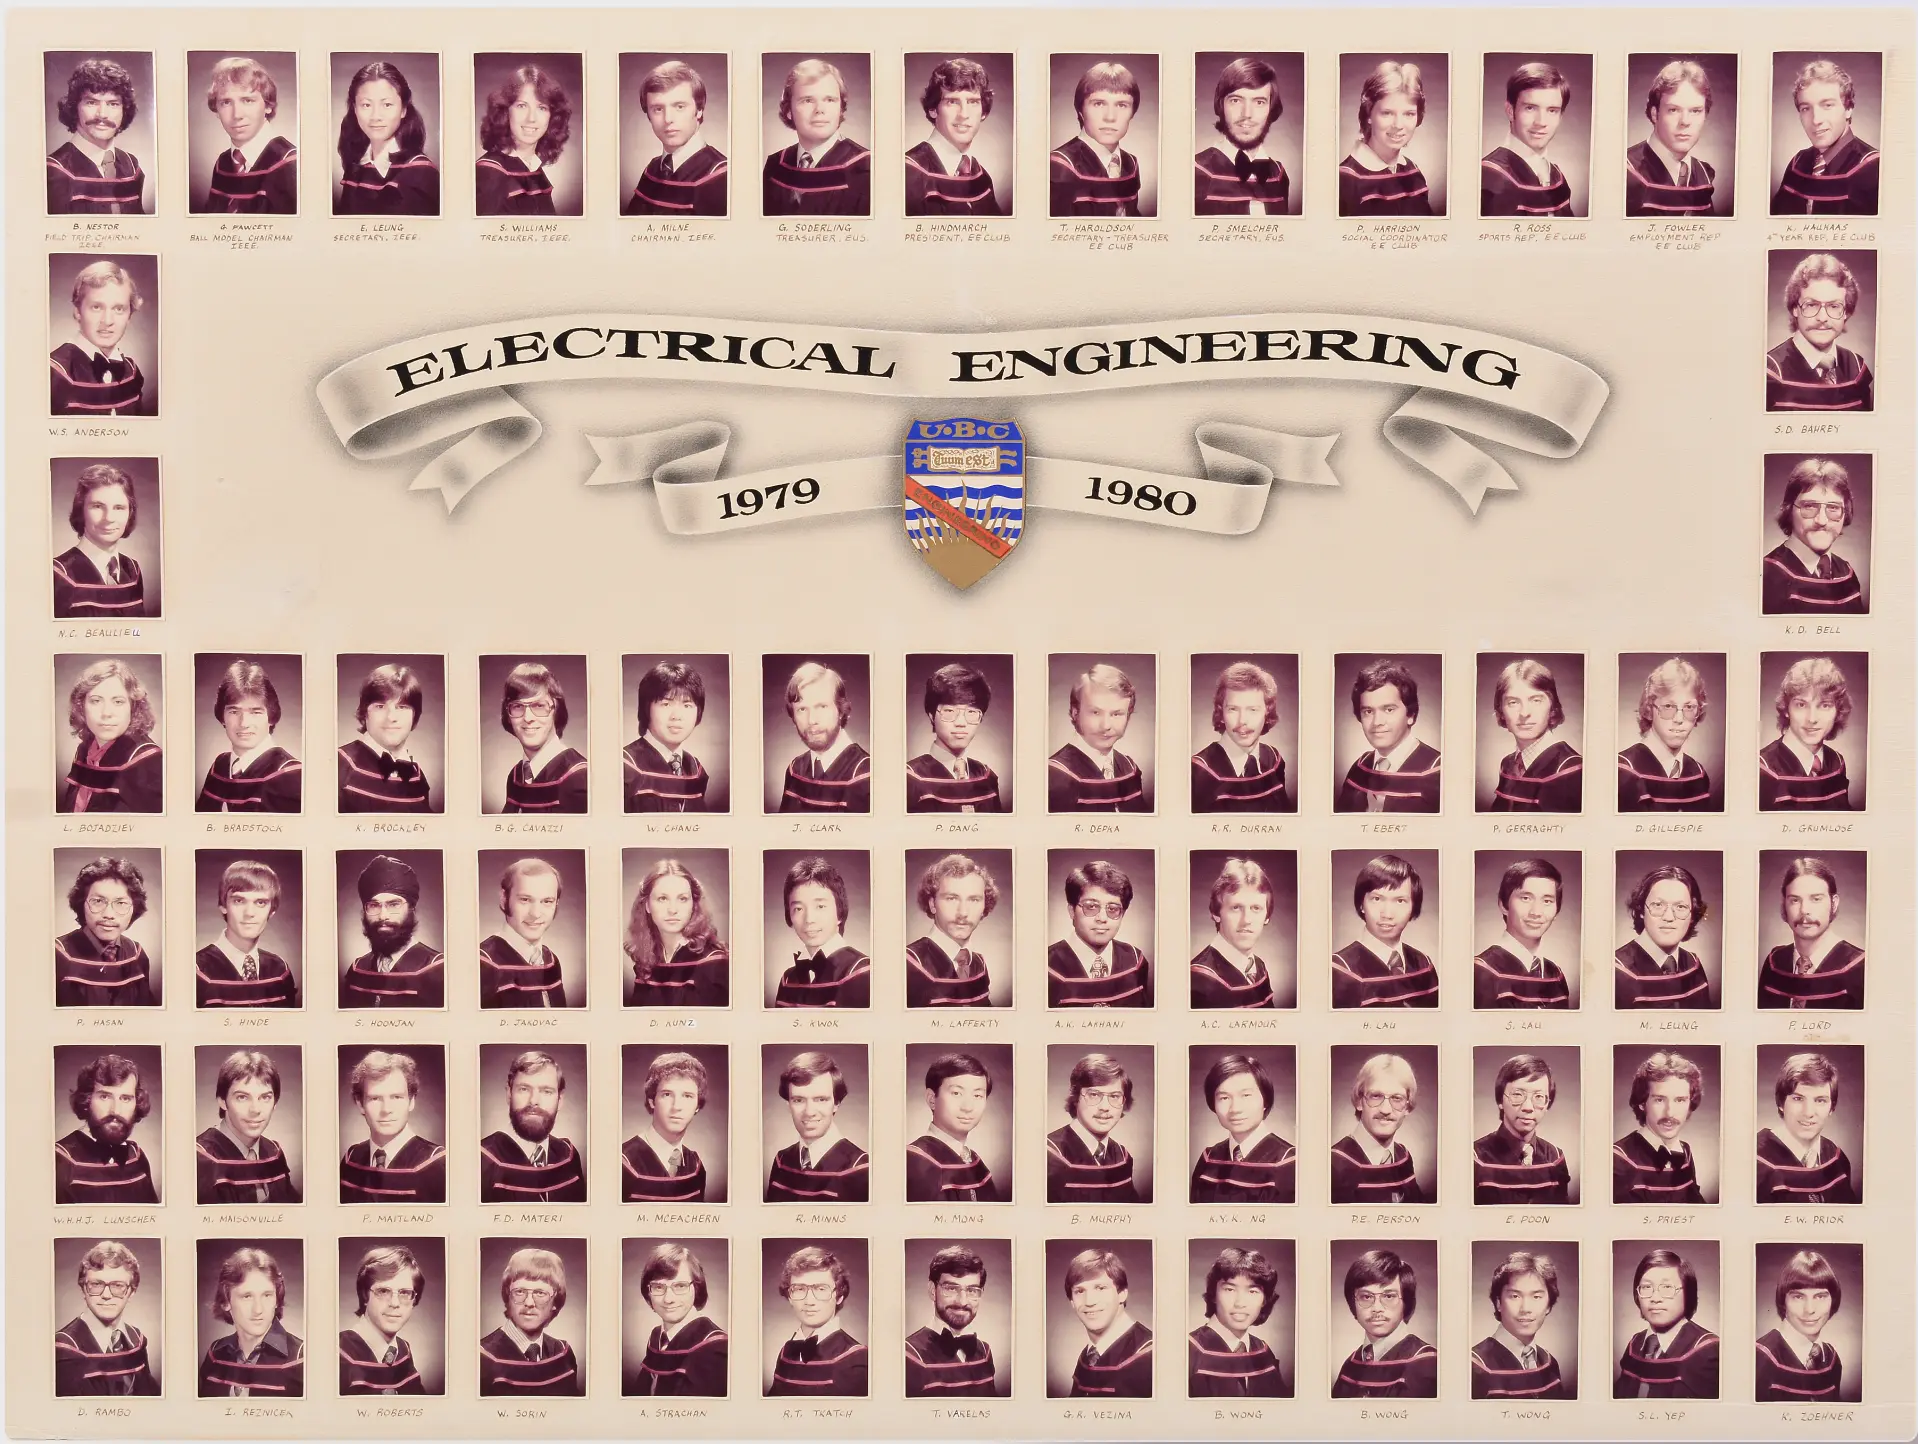 B. NESTOR
FIELD TRIP CHAIRMAN
IEEE.
G. FAWCETT
BALL MODEL CHAIRMAN
IEEE.
E. LEUNG
SECRETARY, IEEE.
S. WILLIAMS
TREASURER, IEEE.
A. MILNE
CHAIRMAN, IEEE.
G. SODERLING
TREASURER, EUS.
B. HINDMARCH
PRESIDENT, EE CLUB
T. HAROLDSON
SECRETARY-TREASURER
EE CLUB
P. SMELCHER
SECRETARY, EUS.
P. HARRISON
SOCIAL COORDINATOR
EE CLUB
R. ROSS
SPORTS REP, EE CLUB
J. FOWLER
EMPLOYMENT REP
EE CLUB
K. HAUKAAS
4TH YEAR REP, EE CLUB
ELECTRICAL ENGINEERING
W.S. ANDERSON
S.D. BAHREY
U·B·C
Tuum est
1979
1980
ENGINEERING
N.C. BEAULIEU
K.D. BELL
L. BOJADZIEV
B. BRADSTOCK
K. BROCKLEY
B.G. CAVAZZI
W. CHANG
J. CLARK
P. DANG
R. DEPKA
R.R. DURRAN
T. EBERT
P. GERRAGHTY
D. GILLESPIE
D. GRUMLOSE
P. HASAN
S. HINDE
S. HOONJAN
D. JAKOVAC
D. KUNZ
S. KWOK
M. LAFFERTY
A.K. LAKHANI
A.C. LARMOUR
H. LAU
S. LAU
M. LEUNG
P. LORD
W.H.H.J. LUNSCHER
M. MAISONVILLE
P. MAITLAND
F.D. MATERI
M. MCEACHERN
R. MINNS
M. MONG
B. MURPHY
K.Y.K. NG
P.E. PERSON
E. POON
S. PRIEST
E.W. PRIOR
D. RAMBO
I. REZNICEK
W. ROBERTS
W. SORIN
A. STRACHAN
R.T. TKATCH
T. VARELAS
G.R. VEZINA
B. WONG
B. WONG
T. WONG
S.L. YEP
K. ZOEHNER